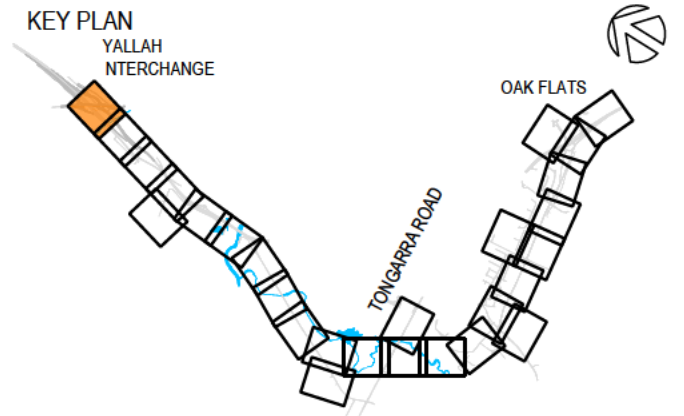 KEY PLAN
YALLAH
NTERCHANGE
OAK FLATS
TONGARRA ROAD